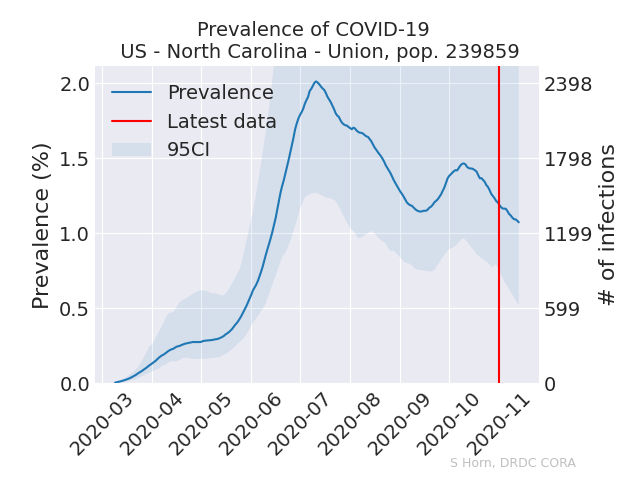 Prevalence of COVID-19
US - North Carolina - Union, pop. 239859
Prevalence
Latest data
95CI
Prevalence (%)
2.0
1.5
1.0
0.5
0.0
2398
1798
1199
599
0
# of infections
2020-03
2020-04
2020-05
2020-06
2020-07
2020-08
2020-09
2020-10
2020-11
S Horn, DRDC CORA